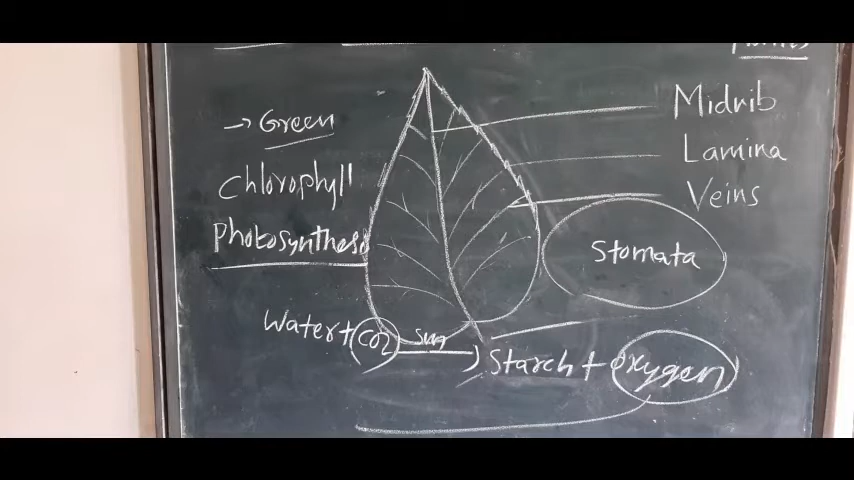 → Green
Chlorophyll
Photosynthesis
Midrib
Lamina
Veins
Stomata
Water + CO2 Sun → Starch + oxygen